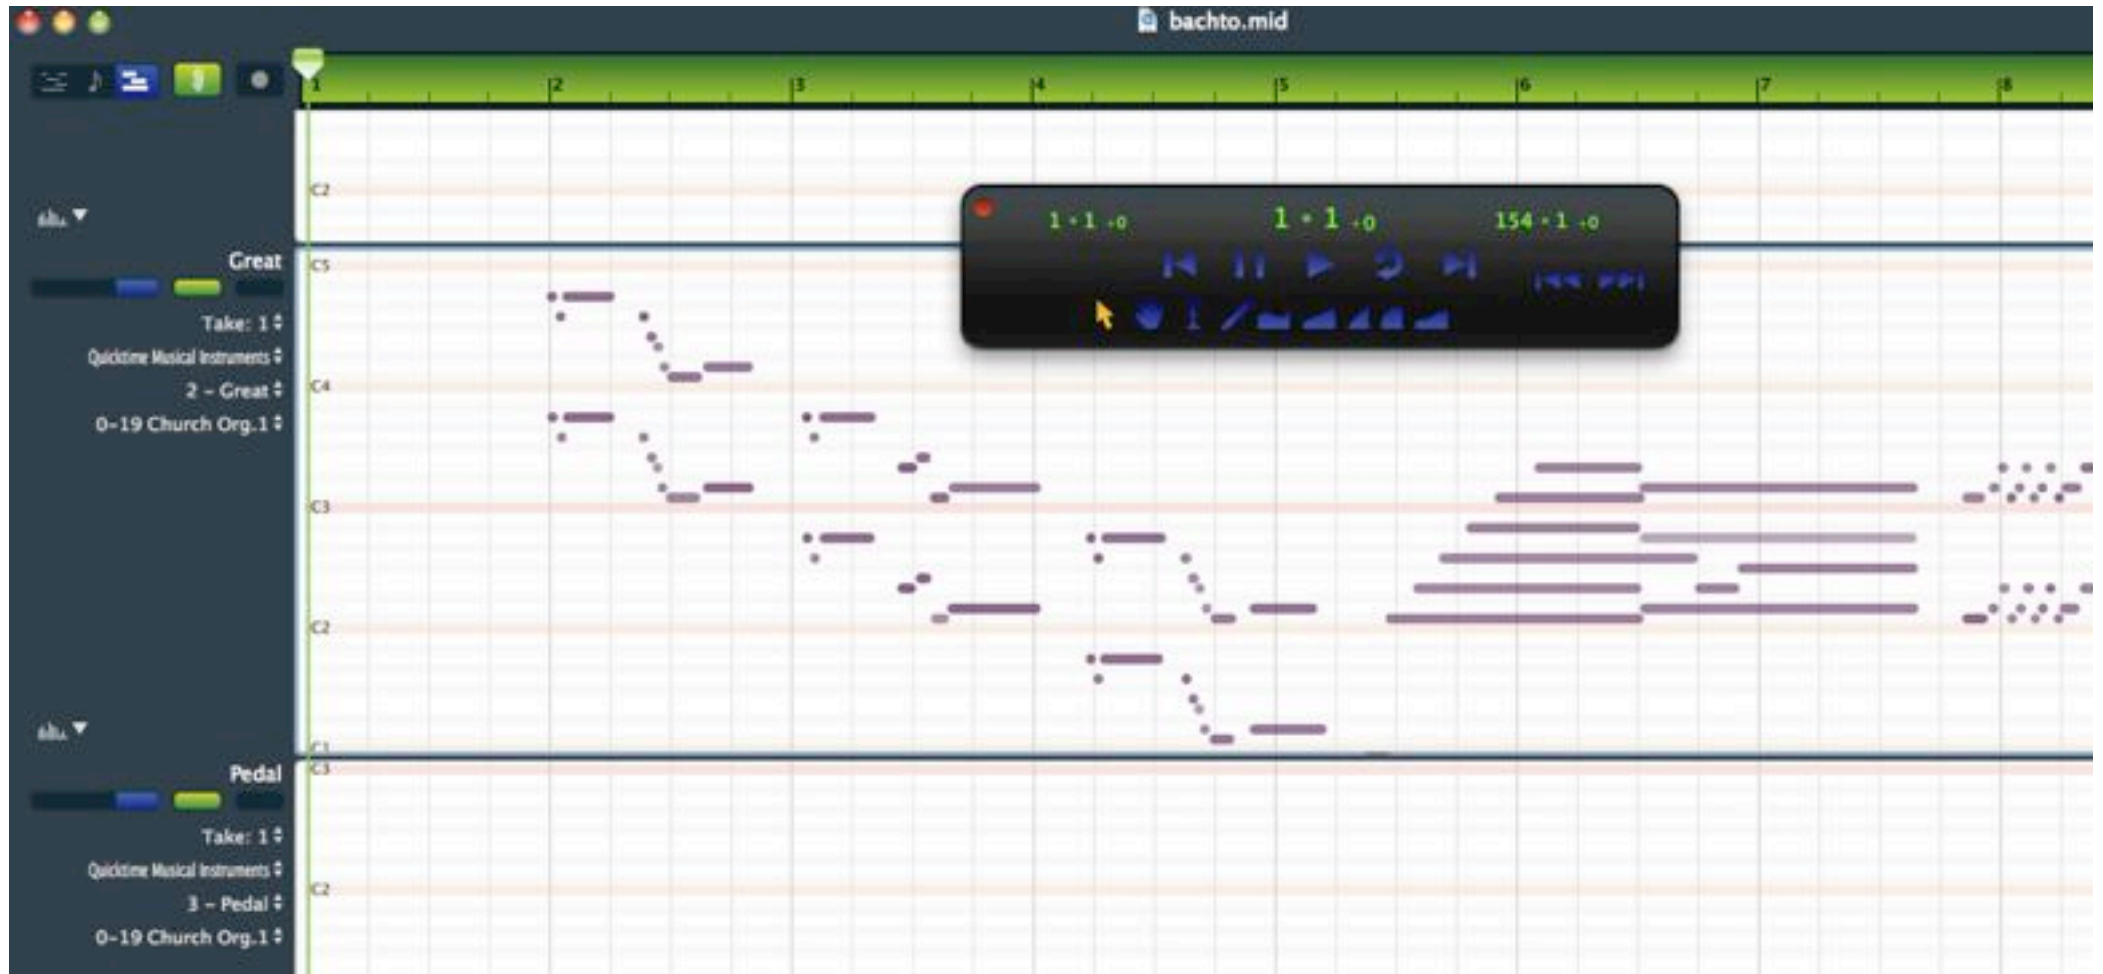 bachto.mid
1 2 3 4 5 6 7 8
C2
1 • 1 +0 1 • 1 +0 154 • 1 +0
Great
C5
Take: 1
Quicktime Musical Instruments
2 - Great
C4
0-19 Church Org.1
C3
C2
C1
C3
Pedal
Take: 1
Quicktime Musical Instruments
C2
3 - Pedal
0-19 Church Org.1